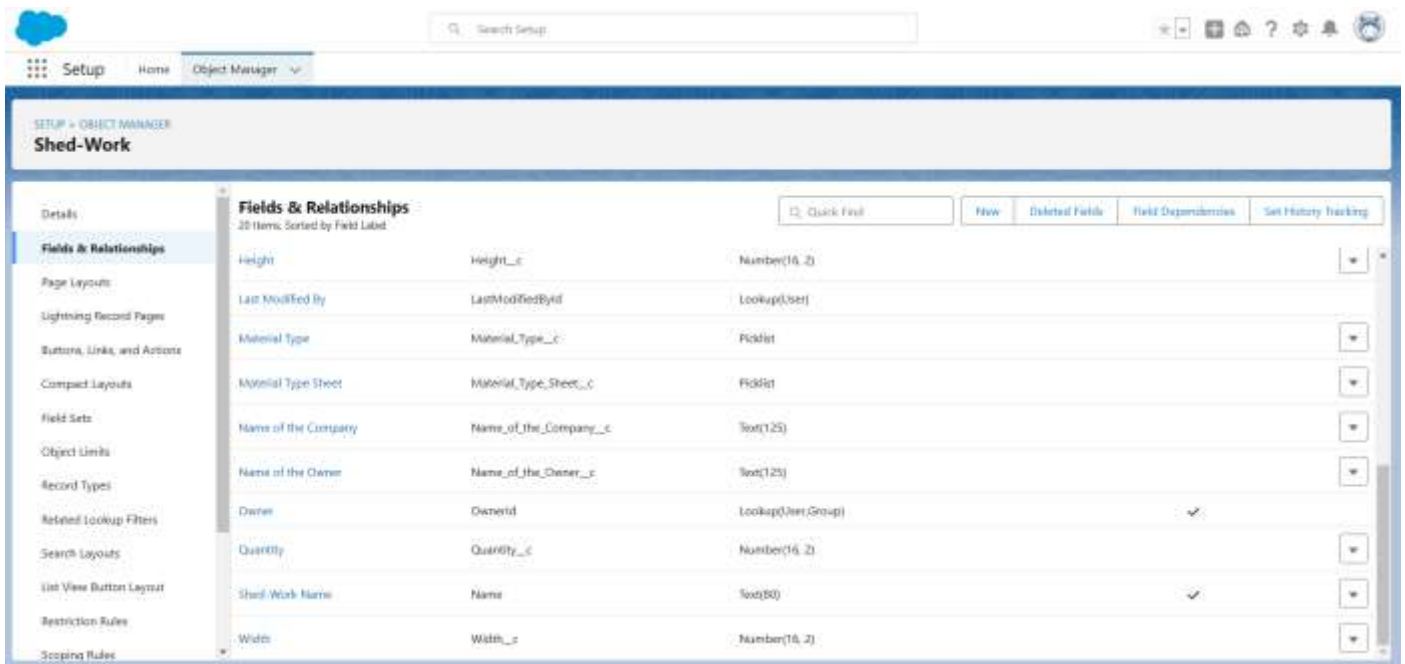 Search Setup
Setup Home Object Manager
SETUP > OBJECT MANAGER
Shed-Work
Details
Fields & Relationships
Page Layouts
Lightning Record Pages
Buttons, Links, and Actions
Compact Layouts
Field Sets
Object Limits
Record Types
Related Lookup Filters
Search Layouts
List View Button Layout
Restriction Rules
Scoping Rules
Fields & Relationships
20 Items, Sorted by Field Label
Quick Find New Deleted Fields Field Dependencies Set History Tracking
Height Height__c Number(16, 2)
Last Modified By LastModifiedById Lookup(User)
Material Type Material_Type__c Picklist
Material Type Sheet Material_Type_Sheet__c Picklist
Name of the Company Name_of_the_Company__c Text(125)
Name of the Owner Name_of_the_Owner__c Text(125)
Owner OwnerId Lookup(User,Group)
Quantity Quantity__c Number(16, 2)
Shed-Work Name Name Text(80)
Width Width__c Number(16, 2)